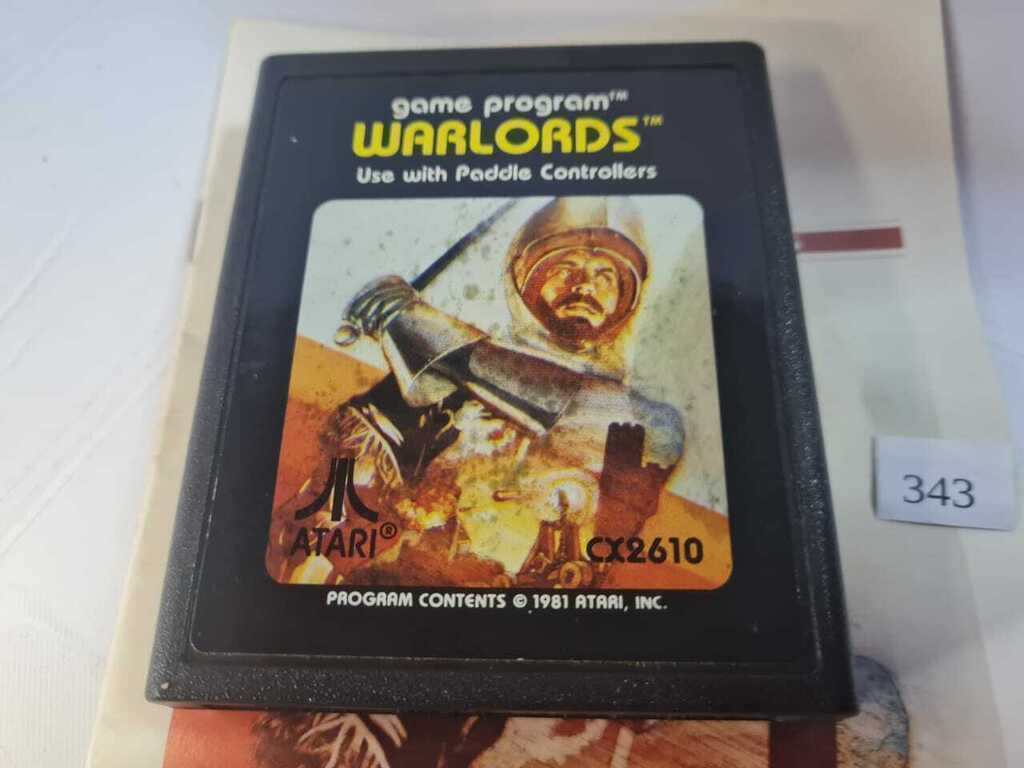 game program™
WARLORDS™
Use with Paddle Controllers
ATARI®
CX2610
PROGRAM CONTENTS © 1981 ATARI, INC.
343